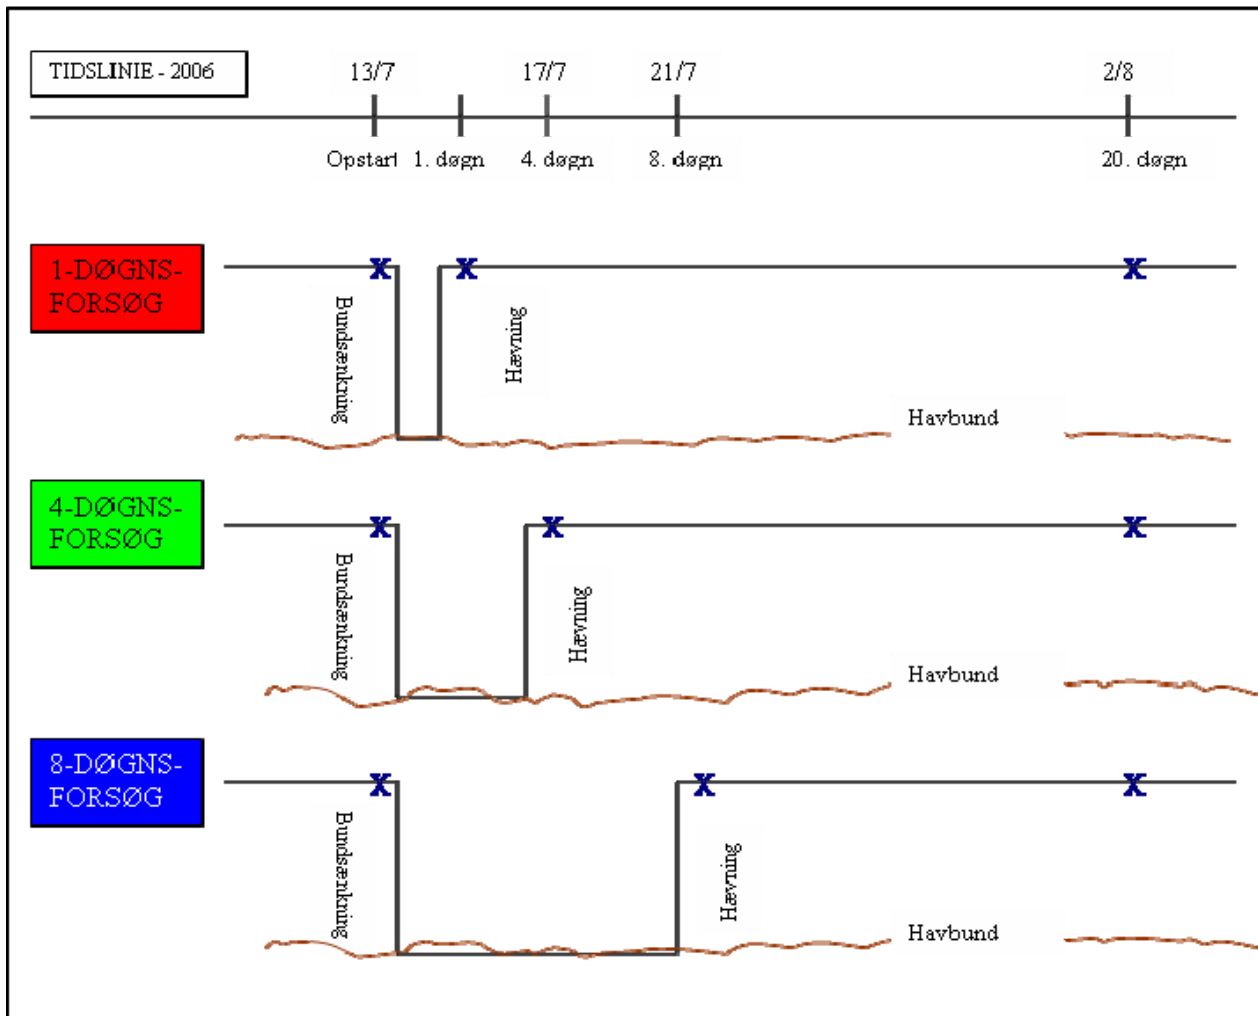 TIDSLINIE - 2006
13/7
17/7
21/7
2/8
Opstart
1. døgn
4. døgn
8. døgn
20. døgn
1-DØGNS-
FORSØG
X
X
X
Bundsænkning
Hævning
Havbund
4-DØGNS-
FORSØG
X
X
X
Bundsænkning
Hævning
Havbund
8-DØGNS-
FORSØG
X
X
X
Bundsænkning
Hævning
Havbund